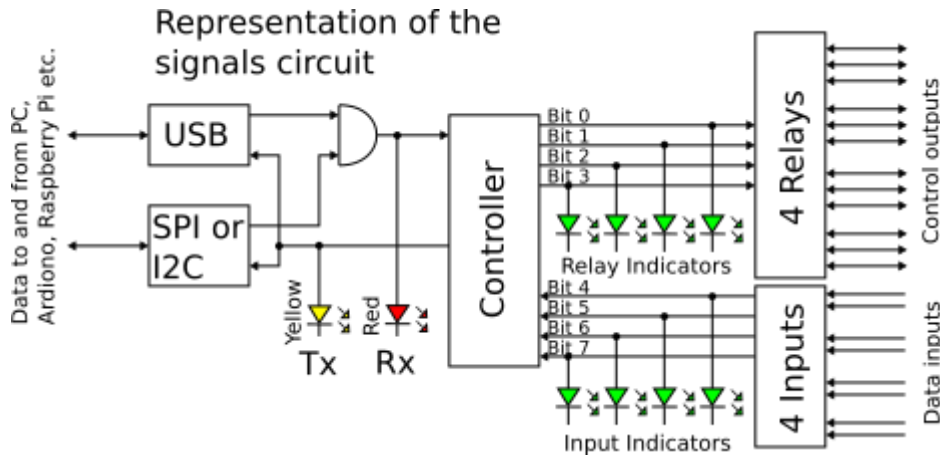 Representation of the
signals circuit
Data to and from PC,
Ardiono, Raspberry Pi etc.
USB
SPI or
I2C
Yellow
Tx
Red
Rx
Controller
Bit 0
Bit 1
Bit 2
Bit 3
Relay Indicators
Bit 4
Bit 5
Bit 6
Bit 7
Input Indicators
4 Relays
4 Inputs
Control outputs
Data inputs